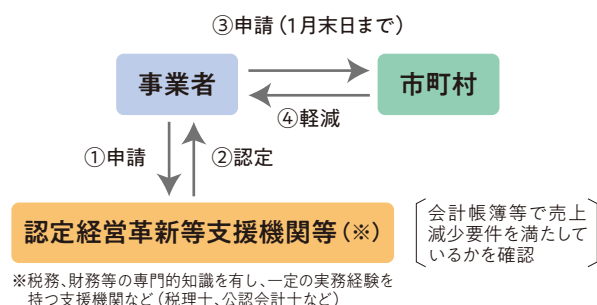 ③申請（1月末日まで）
事業者
市町村
④軽減
①申請
②認定
認定経営革新等支援機関等（※）
会計帳簿等で売上
減少要件を満たして
いるかを確認
※税務、財務等の専門的知識を有し、一定の実務経験を
持つ支援機関など（税理士、公認会計士など）